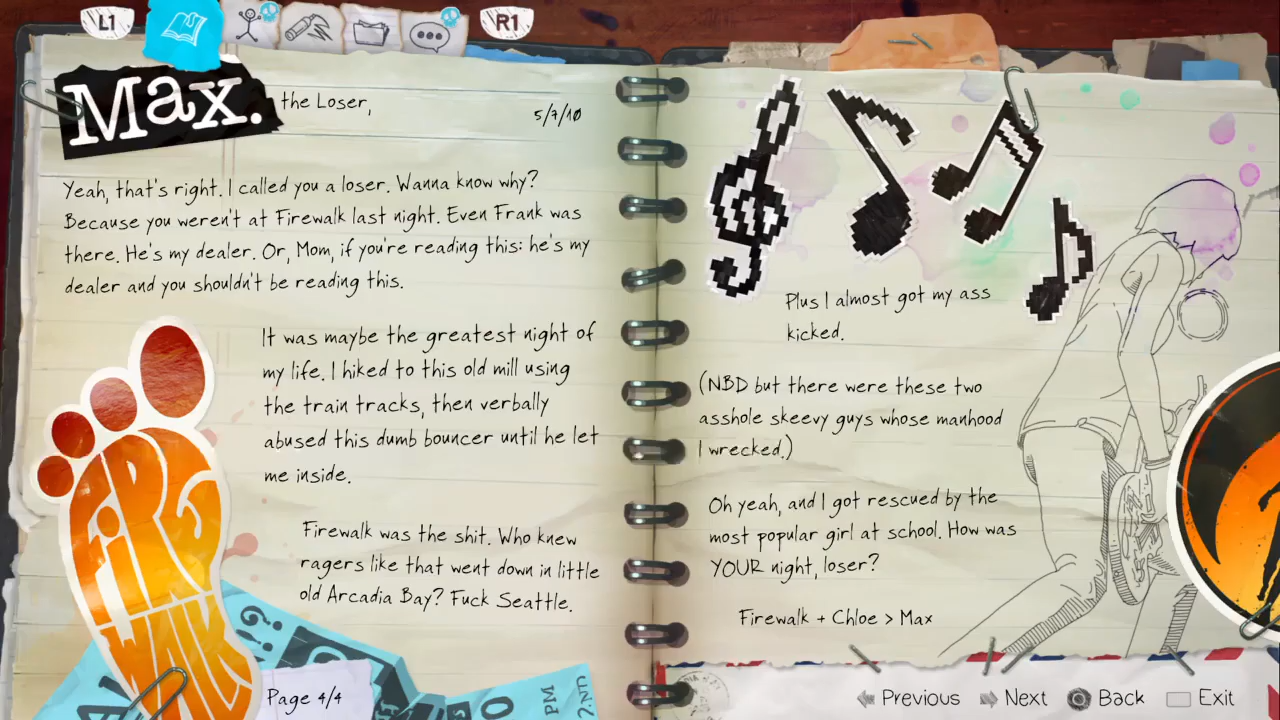 L1
R1
Max.
the Loser,
5/7/10
Yeah, that's right. I called you a loser. Wanna know why?
Because you weren't at Firewalk last night. Even Frank was
there. He's my dealer. Or, Mom, if you're reading this: he's my
dealer and you shouldn't be reading this.
It was maybe the greatest night of
my life. I hiked to this old mill using
the train tracks, then verbally
abused this dumb bouncer until he let
me inside.
Firewalk was the shit. Who knew
ragers like that went down in little
old Arcadia Bay? Fuck Seattle.
FIRE
WALK
PM
Page 4/4
Plus I almost got my ass
kicked.
(NBD but there were these two
asshole skeevy guys whose manhood
I wrecked.)
Oh yeah, and I got rescued by the
most popular girl at school. How was
YOUR night, loser?
Firewalk + Chloe > Max
Previous
Next
Back
Exit